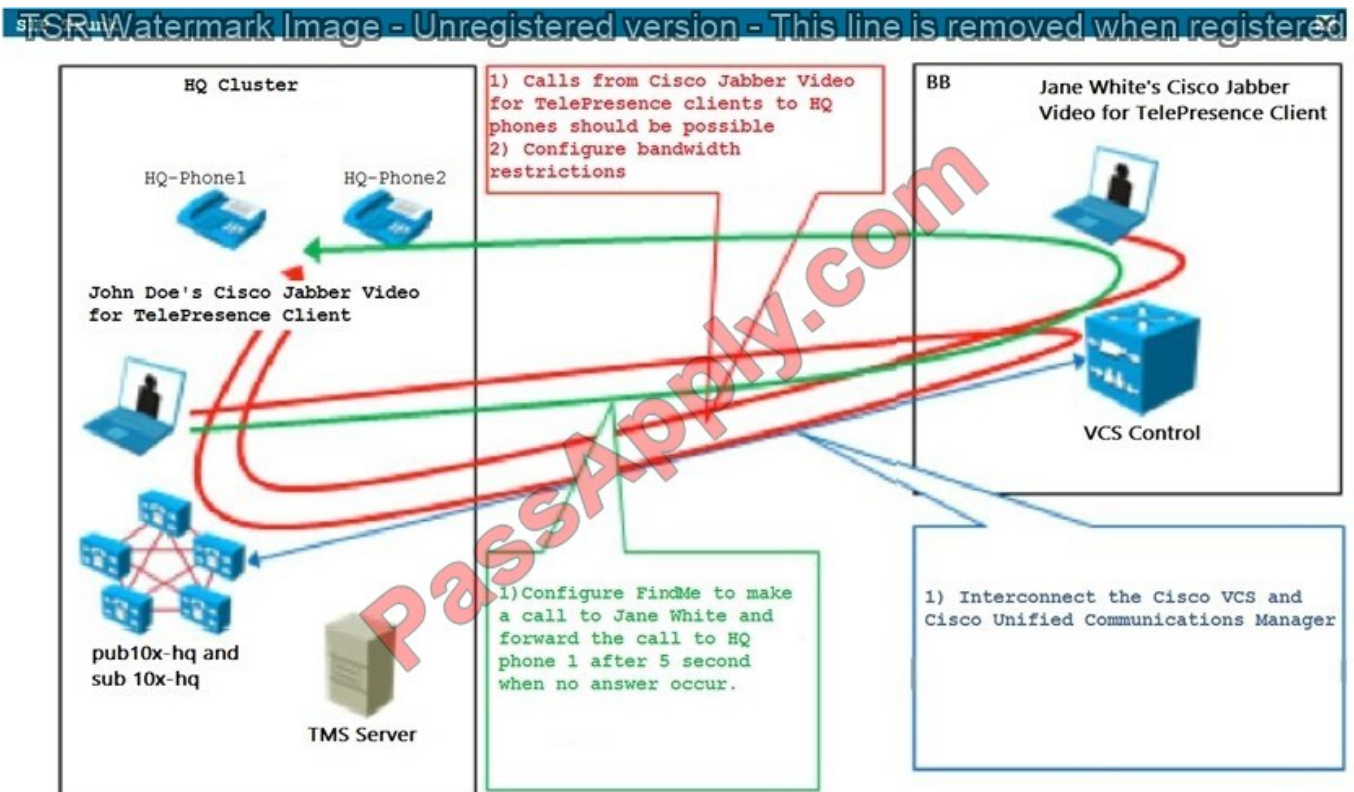 TSR Watermark Image - Unregistered version - This line is removed when registered
HQ Cluster
HQ-Phone1
HQ-Phone2
John Doe's Cisco Jabber Video
for TelePresence Client
pub10x-hq and
sub 10x-hq
TMS Server
1) Calls from Cisco Jabber Video
for TelePresence clients to HQ
phones should be possible
2) Configure bandwidth
restrictions
1)Configure FindMe to make
a call to Jane White and
forward the call to HQ
phone 1 after 5 second
when no answer occur.
BB
Jane White's Cisco Jabber
Video for TelePresence Client
VCS Control
1) Interconnect the Cisco VCS and
Cisco Unified Communications Manager
PassApply.com